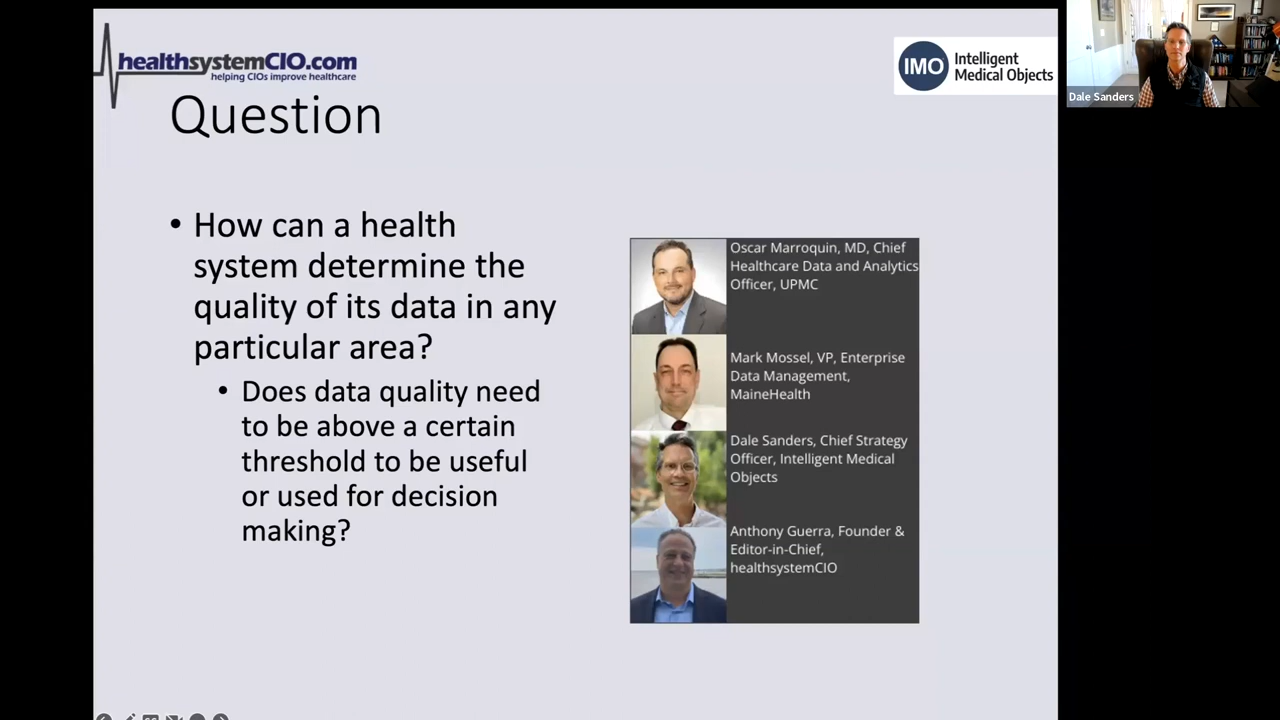 healthsystemCIO.com
helping CIOs improve healthcare
IMO
Intelligent
Medical Objects
Dale Sanders
Question
• How can a health
system determine the
quality of its data in any
particular area?
• Does data quality need
to be above a certain
threshold to be useful
or used for decision
making?
Oscar Marroquin, MD, Chief
Healthcare Data and Analytics
Officer, UPMC
Mark Mossel, VP, Enterprise
Data Management,
MaineHealth
Dale Sanders, Chief Strategy
Officer, Intelligent Medical
Objects
Anthony Guerra, Founder &
Editor-in-Chief,
healthsystemCIO